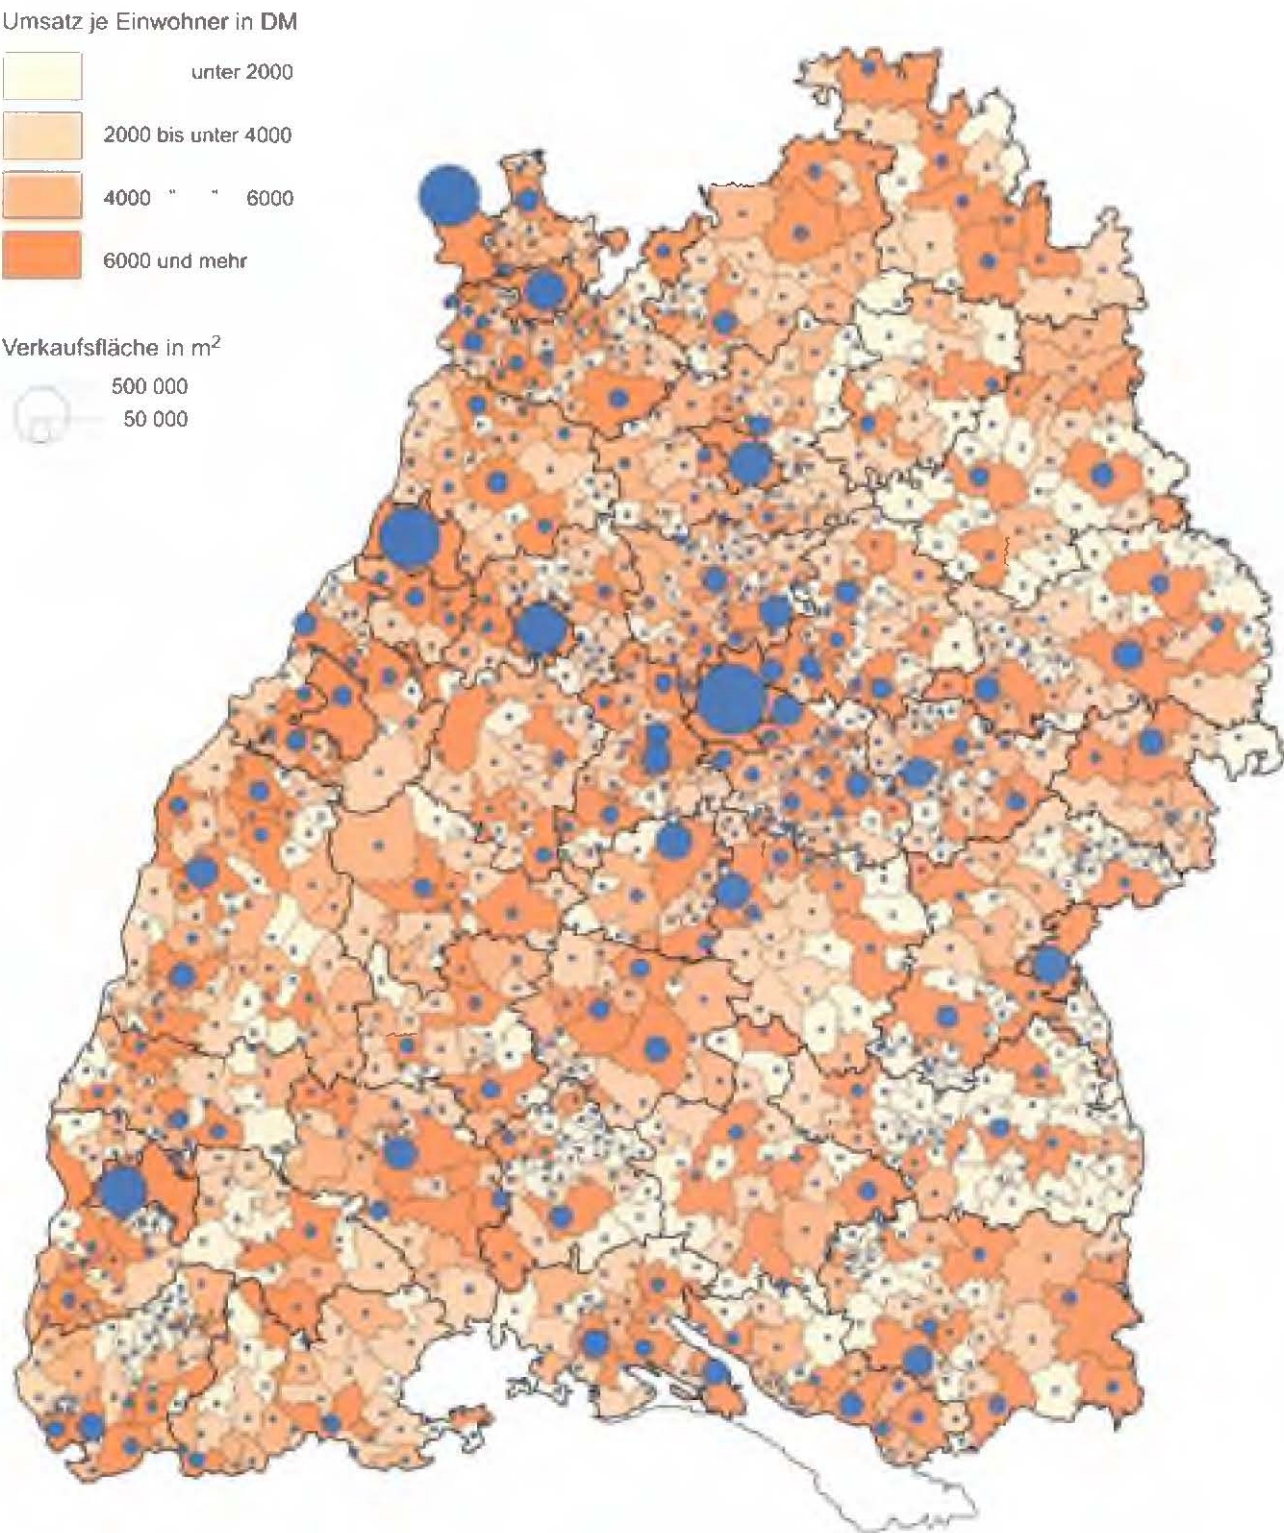 Umsatz je Einwohner in DM
unter 2000
2000 bis unter 4000
4000 " " 6000
6000 und mehr
Verkaufsfläche in m²
500 000
50 000